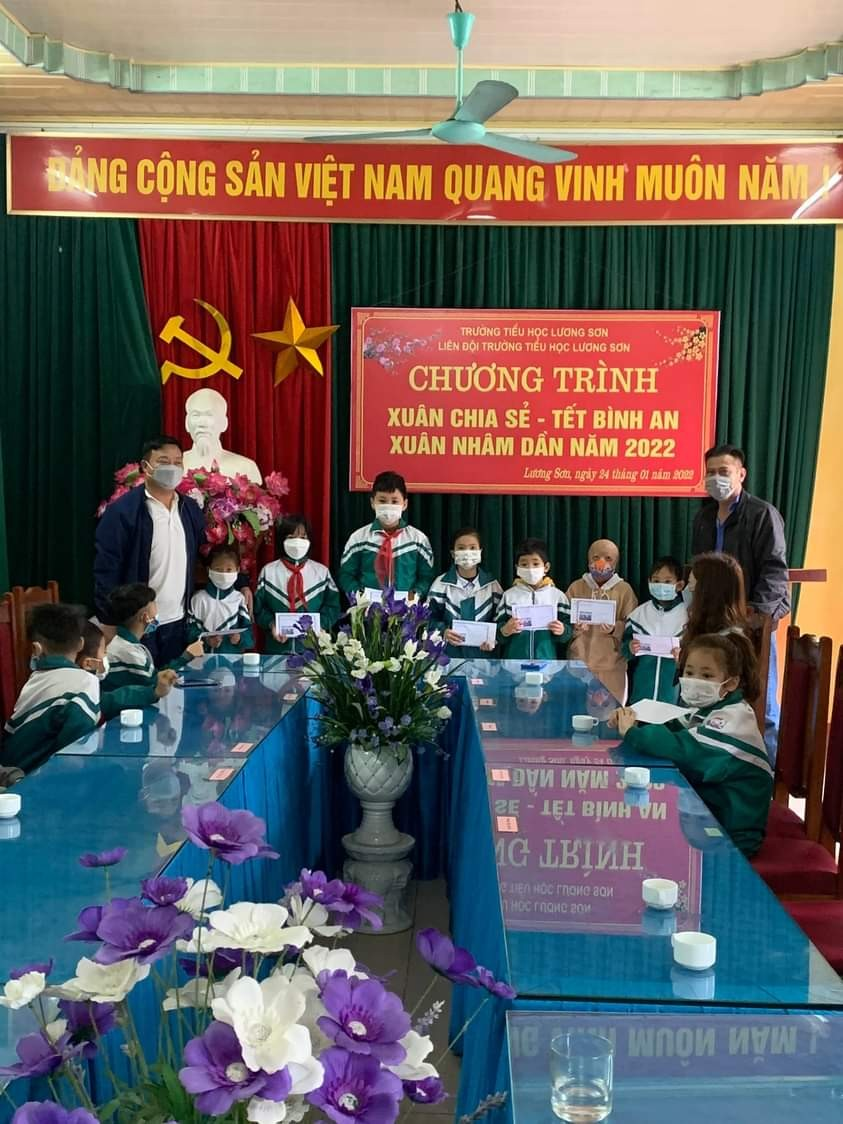 ĐẢNG CỘNG SẢN VIỆT NAM QUANG VINH MUÔN NĂM !
TRƯỜNG TIỂU HỌC LƯƠNG SƠN
LIÊN ĐỘI TRƯỜNG TIỂU HỌC LƯƠNG SƠN
CHƯƠNG TRÌNH
XUÂN CHIA SẺ - TẾT BÌNH AN
XUÂN NHÂM DẦN NĂM 2022
Lương Sơn, ngày 24 tháng 01 năm 2022